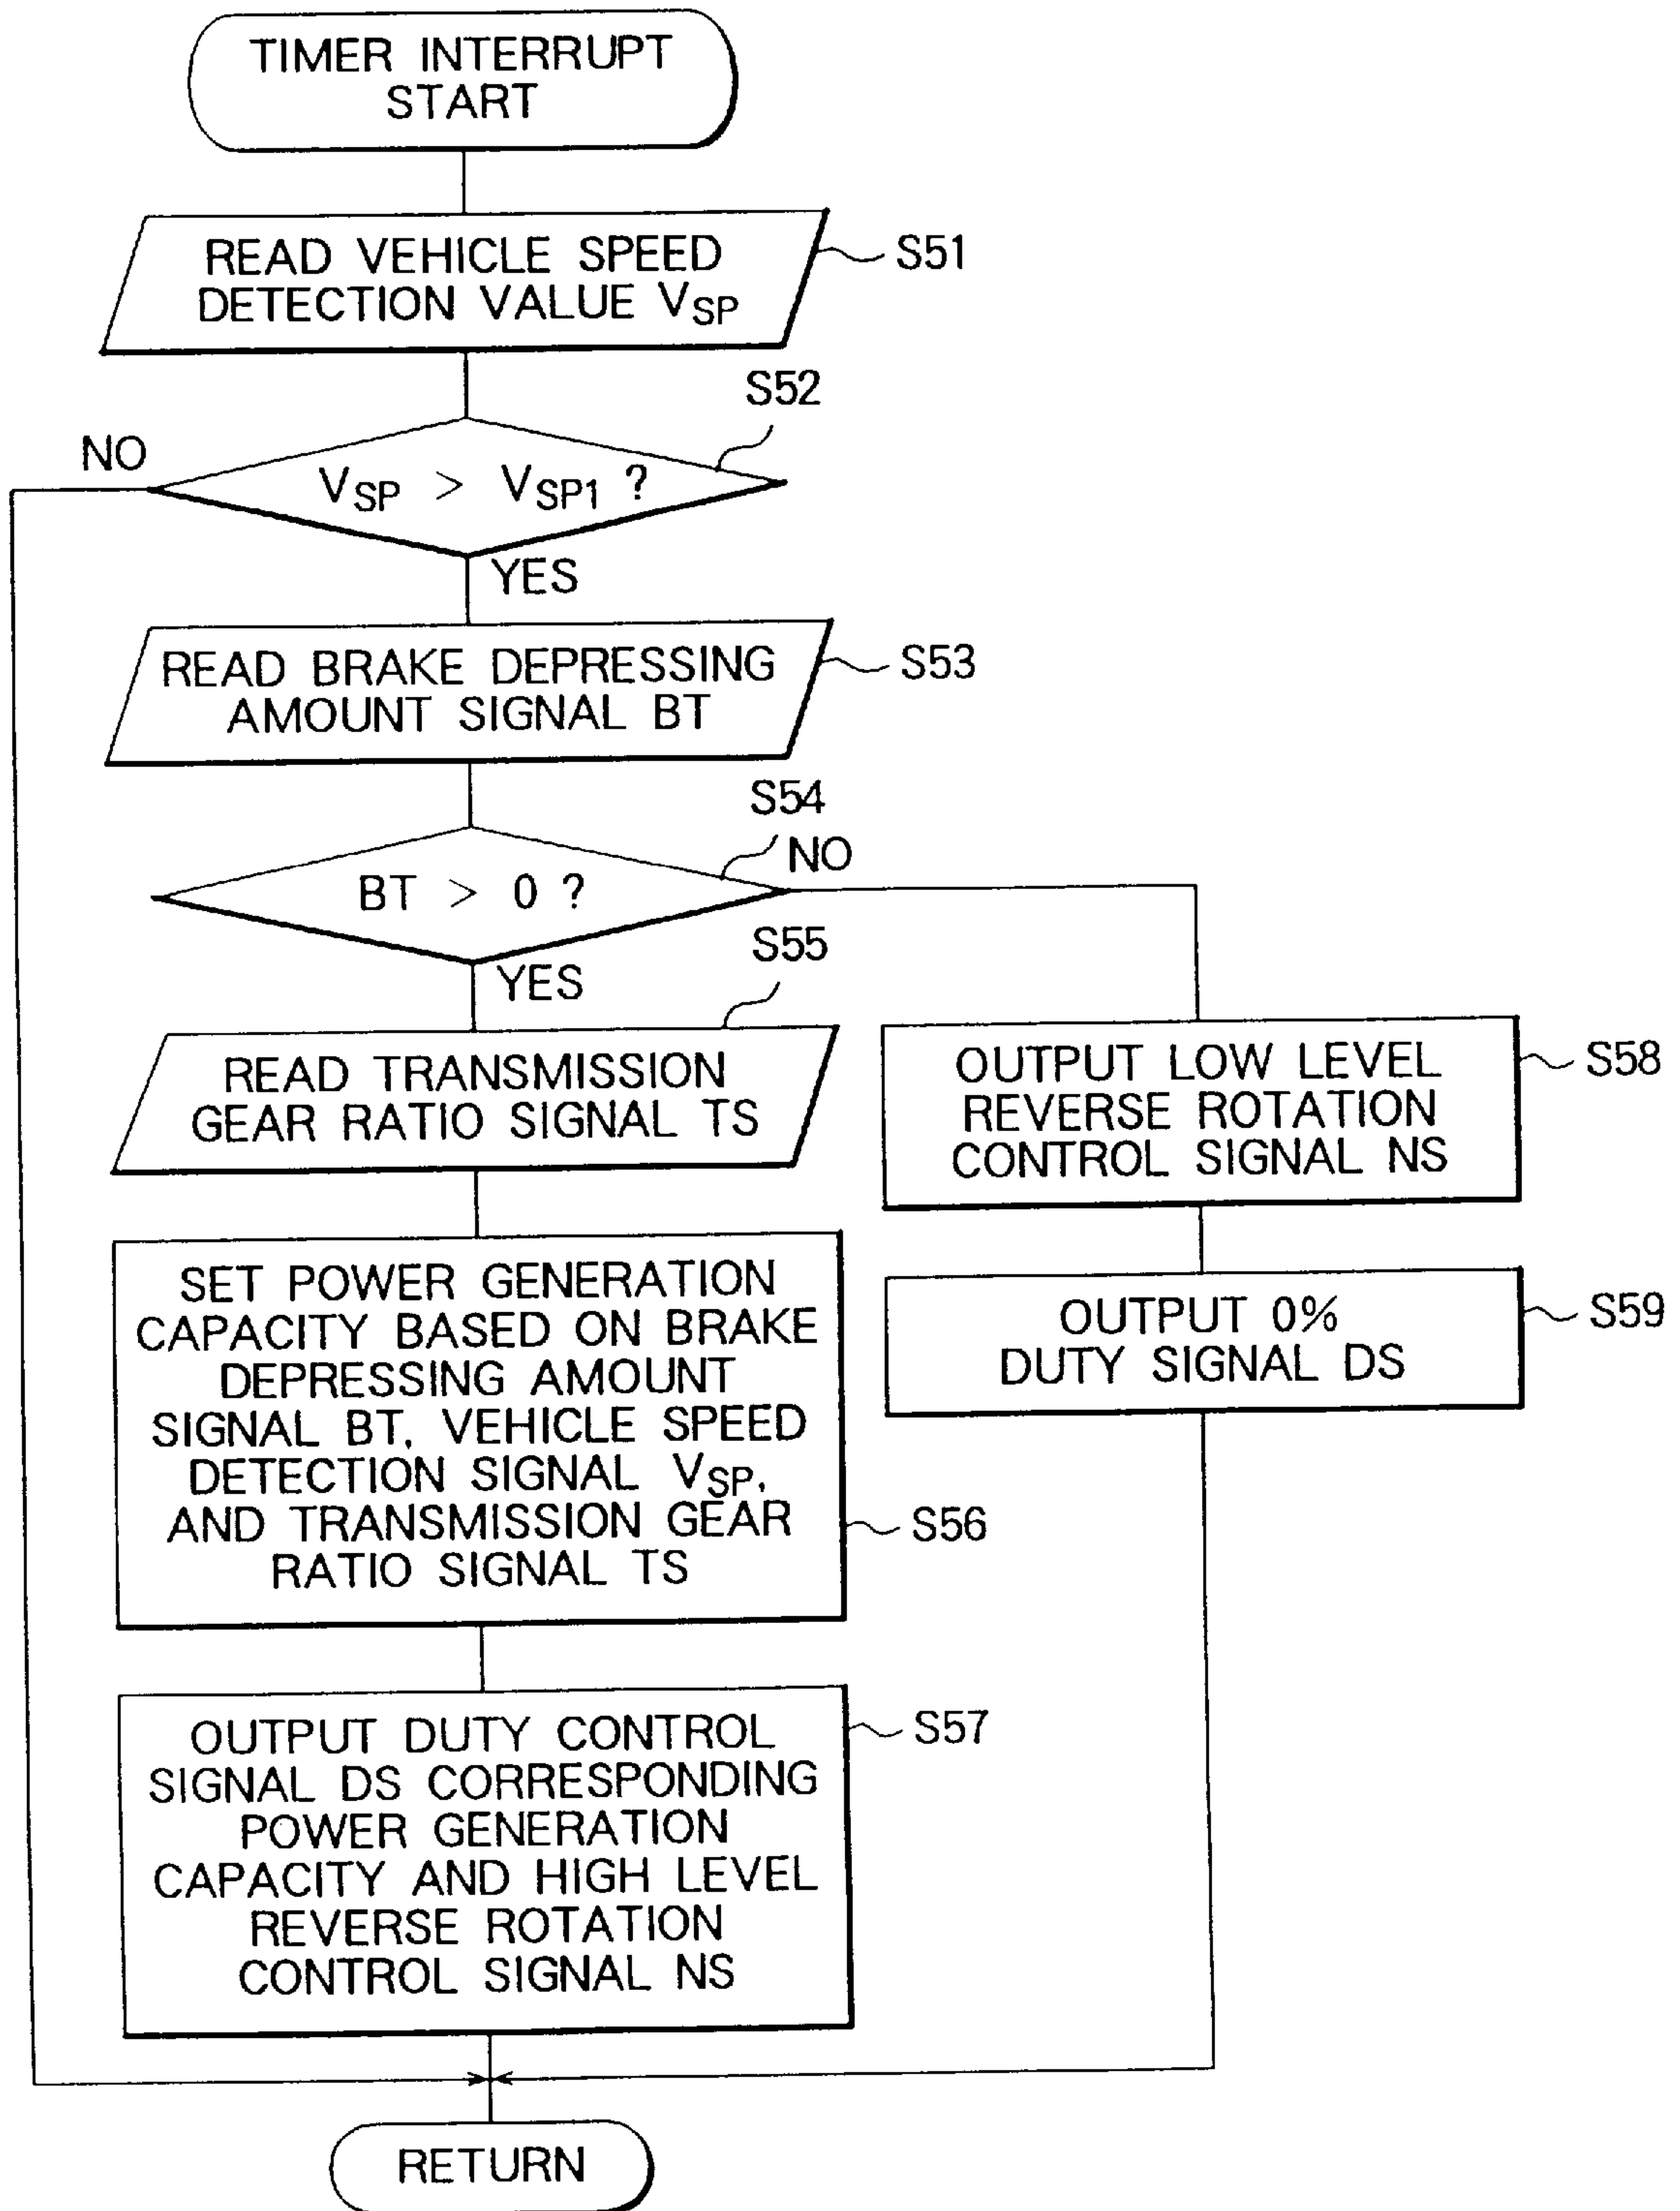 TIMER INTERRUPT
START
READ VEHICLE SPEED
DETECTION VALUE VSP
S51
S52
NO
VSP > VSP1 ?
YES
READ BRAKE DEPRESSING
AMOUNT SIGNAL BT
S53
S54
NO
BT > 0 ?
YES
S55
READ TRANSMISSION
GEAR RATIO SIGNAL TS
OUTPUT LOW LEVEL
REVERSE ROTATION
CONTROL SIGNAL NS
S58
SET POWER GENERATION
CAPACITY BASED ON BRAKE
DEPRESSING AMOUNT
SIGNAL BT, VEHICLE SPEED
DETECTION SIGNAL VSP,
AND TRANSMISSION GEAR
RATIO SIGNAL TS
S56
OUTPUT 0%
DUTY SIGNAL DS
S59
OUTPUT DUTY CONTROL
SIGNAL DS CORRESPONDING
POWER GENERATION
CAPACITY AND HIGH LEVEL
REVERSE ROTATION
CONTROL SIGNAL NS
S57
RETURN